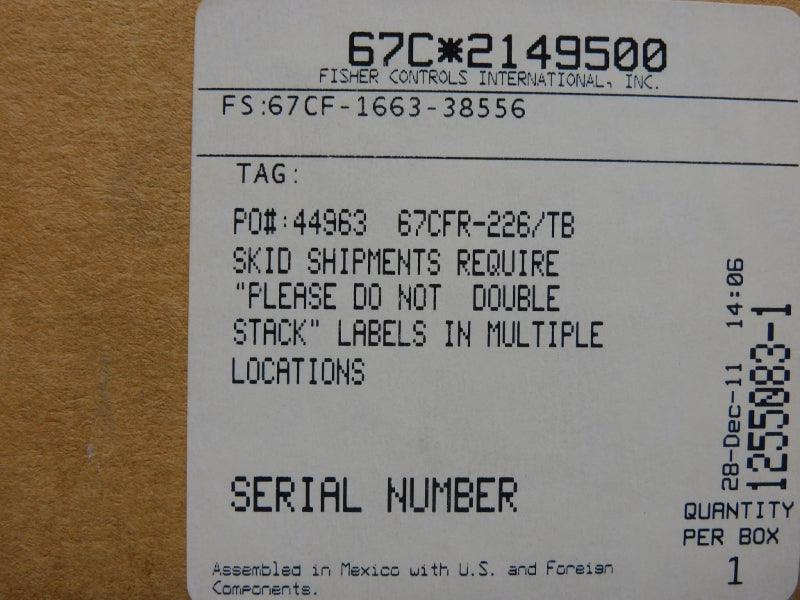 67C*2149500
FISHER CONTROLS INTERNATIONAL, INC.
FS:67CF-1663-38556
TAG:
PO#:44963 67CFR-226/TB
SKID SHIPMENTS REQUIRE
"PLEASE DO NOT DOUBLE
STACK" LABELS IN MULTIPLE
LOCATIONS
28-Dec-11 14:06
1255083-1
SERIAL NUMBER
QUANTITY
PER BOX
1
Assembled in Mexico with U.S. and Foreign
Components.